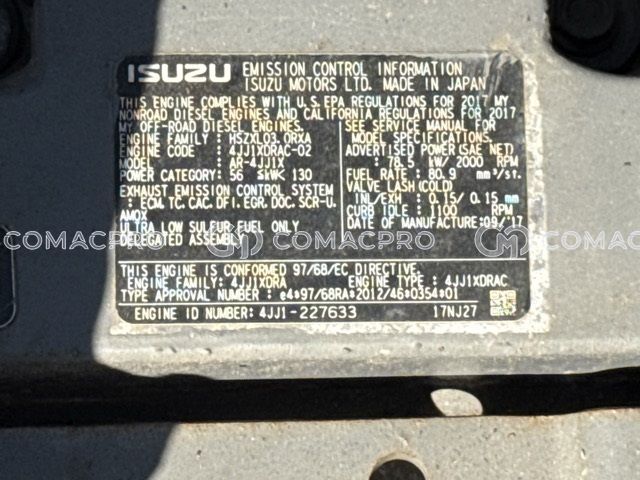 ISUZU EMISSION CONTROL INFORMATION
ISUZU MOTORS LTD. MADE IN JAPAN
THIS ENGINE COMPLIES WITH U.S.EPA REGULATIONS FOR 2017 MY
NONROAD DIESEL ENGINES AND CALIFORNIA REGULATIONS FOR 2017
MY OFF-ROAD DIESEL ENGINES.
ENGINE FAMILY : HSZXL03.0RXA
ENGINE CODE : 4JJ1XDRAC-02
MODEL : AR-4JJ1X
POWER CATEGORY : 56 ≤kW< 130
EXHAUST EMISSION CONTROL SYSTEM
: ECM,TC,CAC,DFI,EGR,DOC,SCR-U,
AMOX
ULTRA LOW SULFUR FUEL ONLY
DELEGATED ASSEMBLY
SEE SERVICE MANUAL FOR
MODEL SPECIFICATIONS.
ADVERTISED POWER(SAE NET)
: 78.5 kW/ 2000 RPM
FUEL RATE : 80.9 mm³/st.
VALVE LASH(COLD)
INL/EXH : 0.15/ 0.15 mm
CURB IDLE : 1100 RPM
DATE OF MANUFACTURE:09/'17
COMACPRO COMACPRO COMACPRO
THIS ENGINE IS CONFORMED 97/68/EC DIRECTIVE.
ENGINE FAMILY : 4JJ1XDRA ENGINE TYPE : 4JJ1XDRAC
TYPE APPROVAL NUMBER : e4*97/68RA*2012/46*0354*01
ENGINE ID NUMBER: 4JJ1-227633 17NJ27